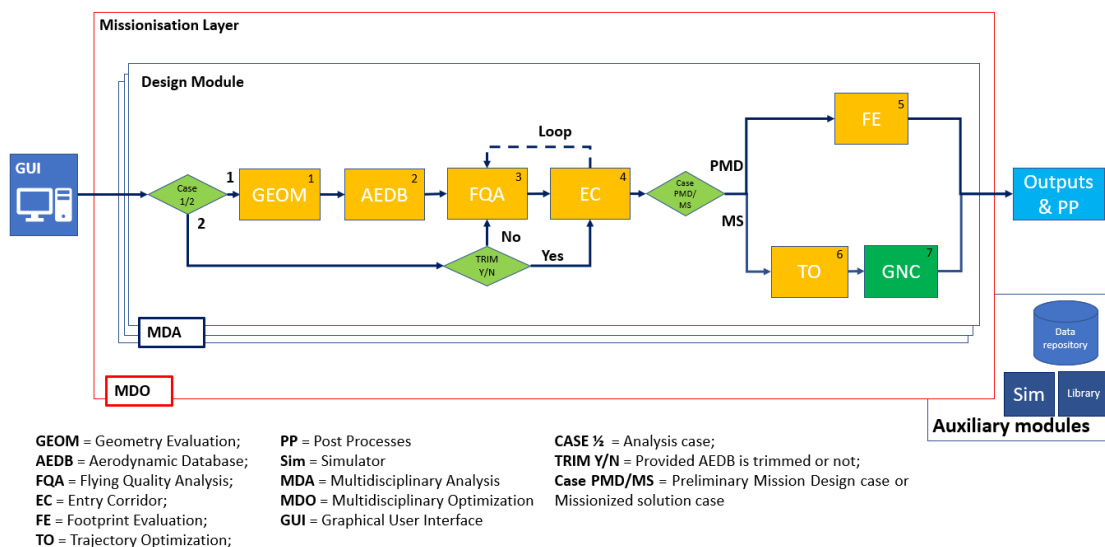 Missionisation Layer
Design Module
GUI
Case
1/2
1
2
GEOM
1
AEDB
2
FQA
3
Loop
EC
4
No
Yes
TRIM
Y/N
Case
PMD/
MS
PMD
MS
FE
5
TO
6
GNC
7
Outputs
& PP
MDA
MDO
Data
repository
Sim
Library
Auxiliary modules
GEOM = Geometry Evaluation;
AEDB = Aerodynamic Database;
FQA = Flying Quality Analysis;
EC = Entry Corridor;
FE = Footprint Evaluation;
TO = Trajectory Optimization;
PP = Post Processes
Sim = Simulator
MDA = Multidisciplinary Analysis
MDO = Multidisciplinary Optimization
GUI = Graphical User Interface
CASE ½ = Analysis case;
TRIM Y/N = Provided AEDB is trimmed or not;
Case PMD/MS = Preliminary Mission Design case or
Missionized solution case